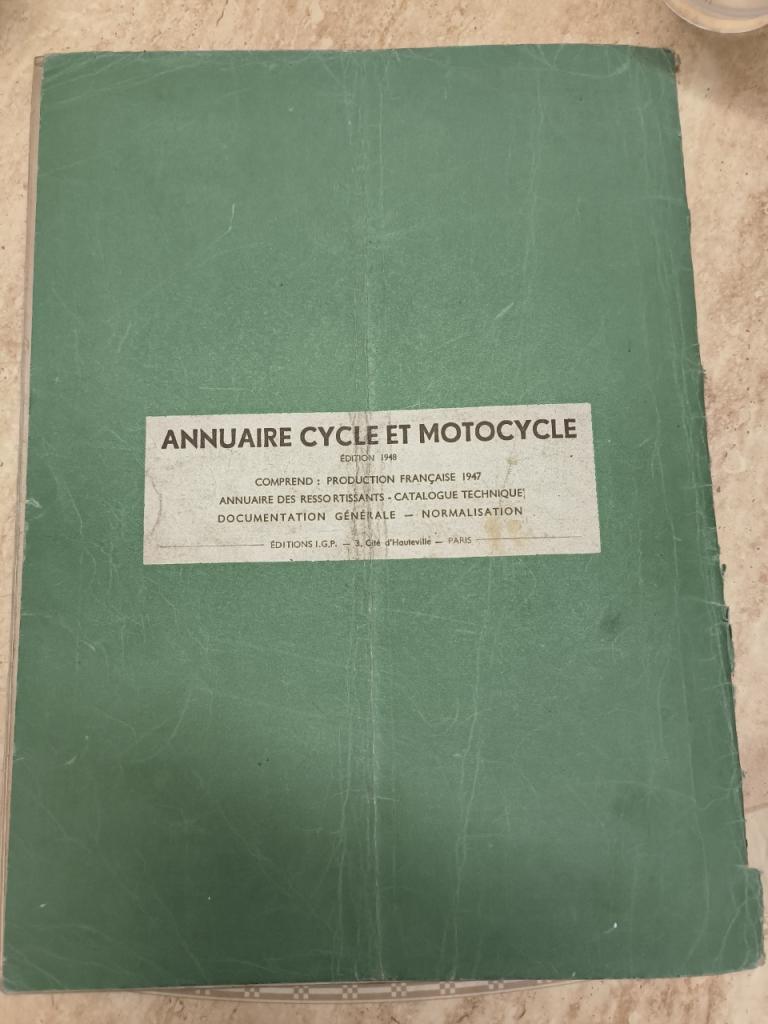 ANNUAIRE CYCLE ET MOTOCYCLE
ÉDITION 1948
COMPREND : PRODUCTION FRANÇAISE 1947
ANNUAIRE DES RESSORTISSANTS - CATALOGUE TECHNIQUE
DOCUMENTATION GÉNÉRALE — NORMALISATION
ÉDITIONS I.G.P. — 3, Cité d'Hauteville — PARIS